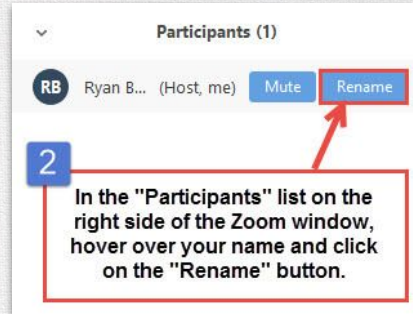 Participants (1)
RB Ryan B... (Host, me) Mute Rename
2
In the "Participants" list on the
right side of the Zoom window,
hover over your name and click
on the "Rename" button.